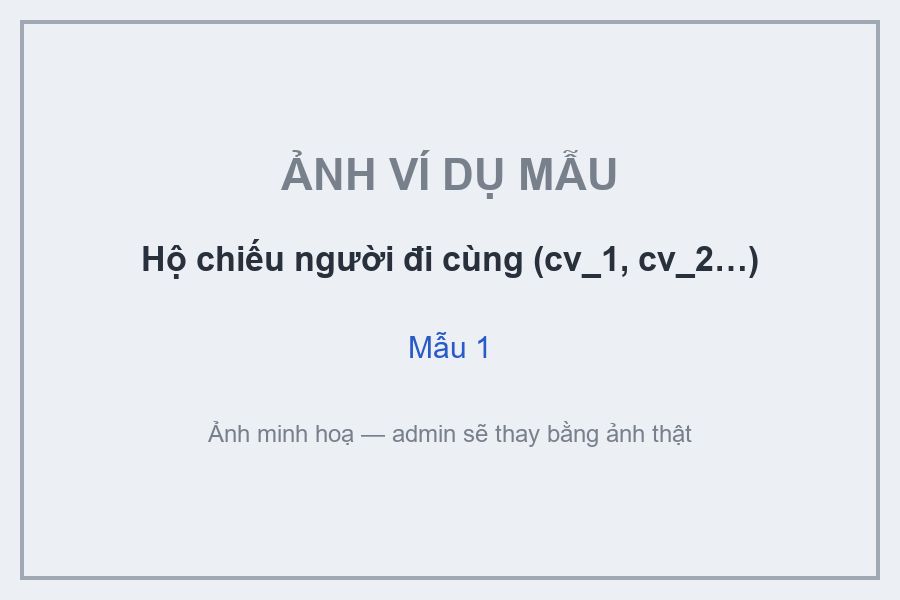 ẢNH VÍ DỤ MẪU
Hộ chiếu người đi cùng (cv_1, cv_2…)
Mẫu 1
Ảnh minh hoạ — admin sẽ thay bằng ảnh thật